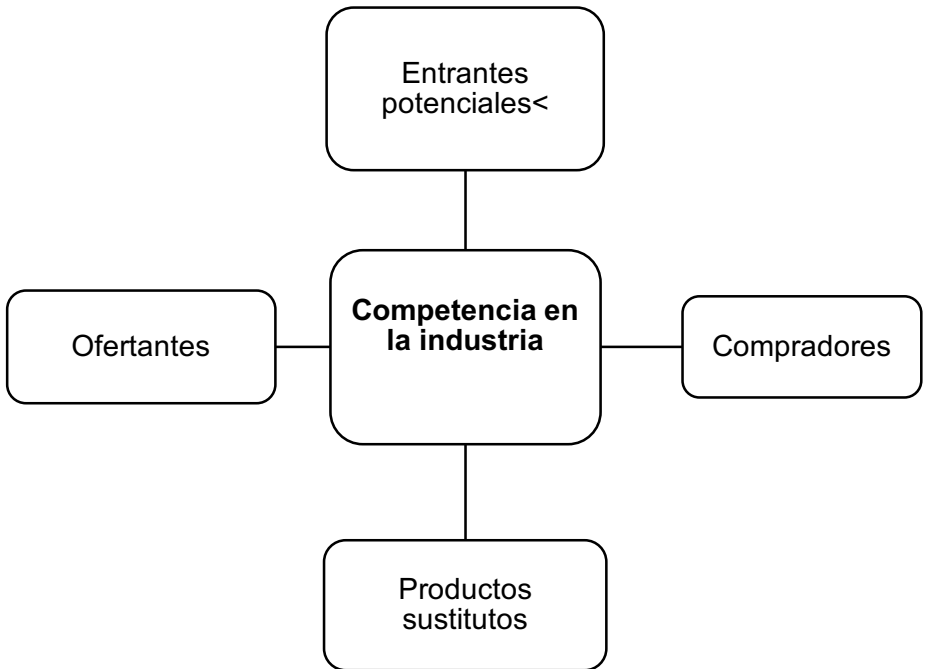 Entrantes
potenciales<
Competencia en
la industria
Ofertantes
Compradores
Productos
sustitutos